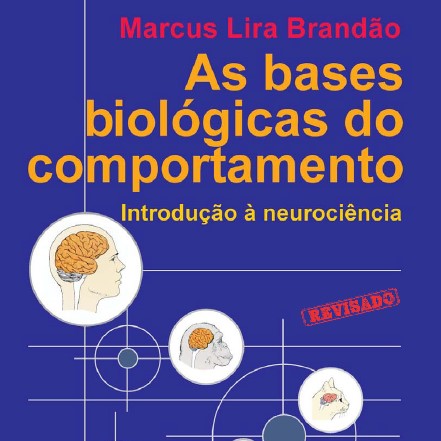 Marcus Lira Brandão
As bases
biológicas do
comportamento
Introdução à neurociência
REVISADO